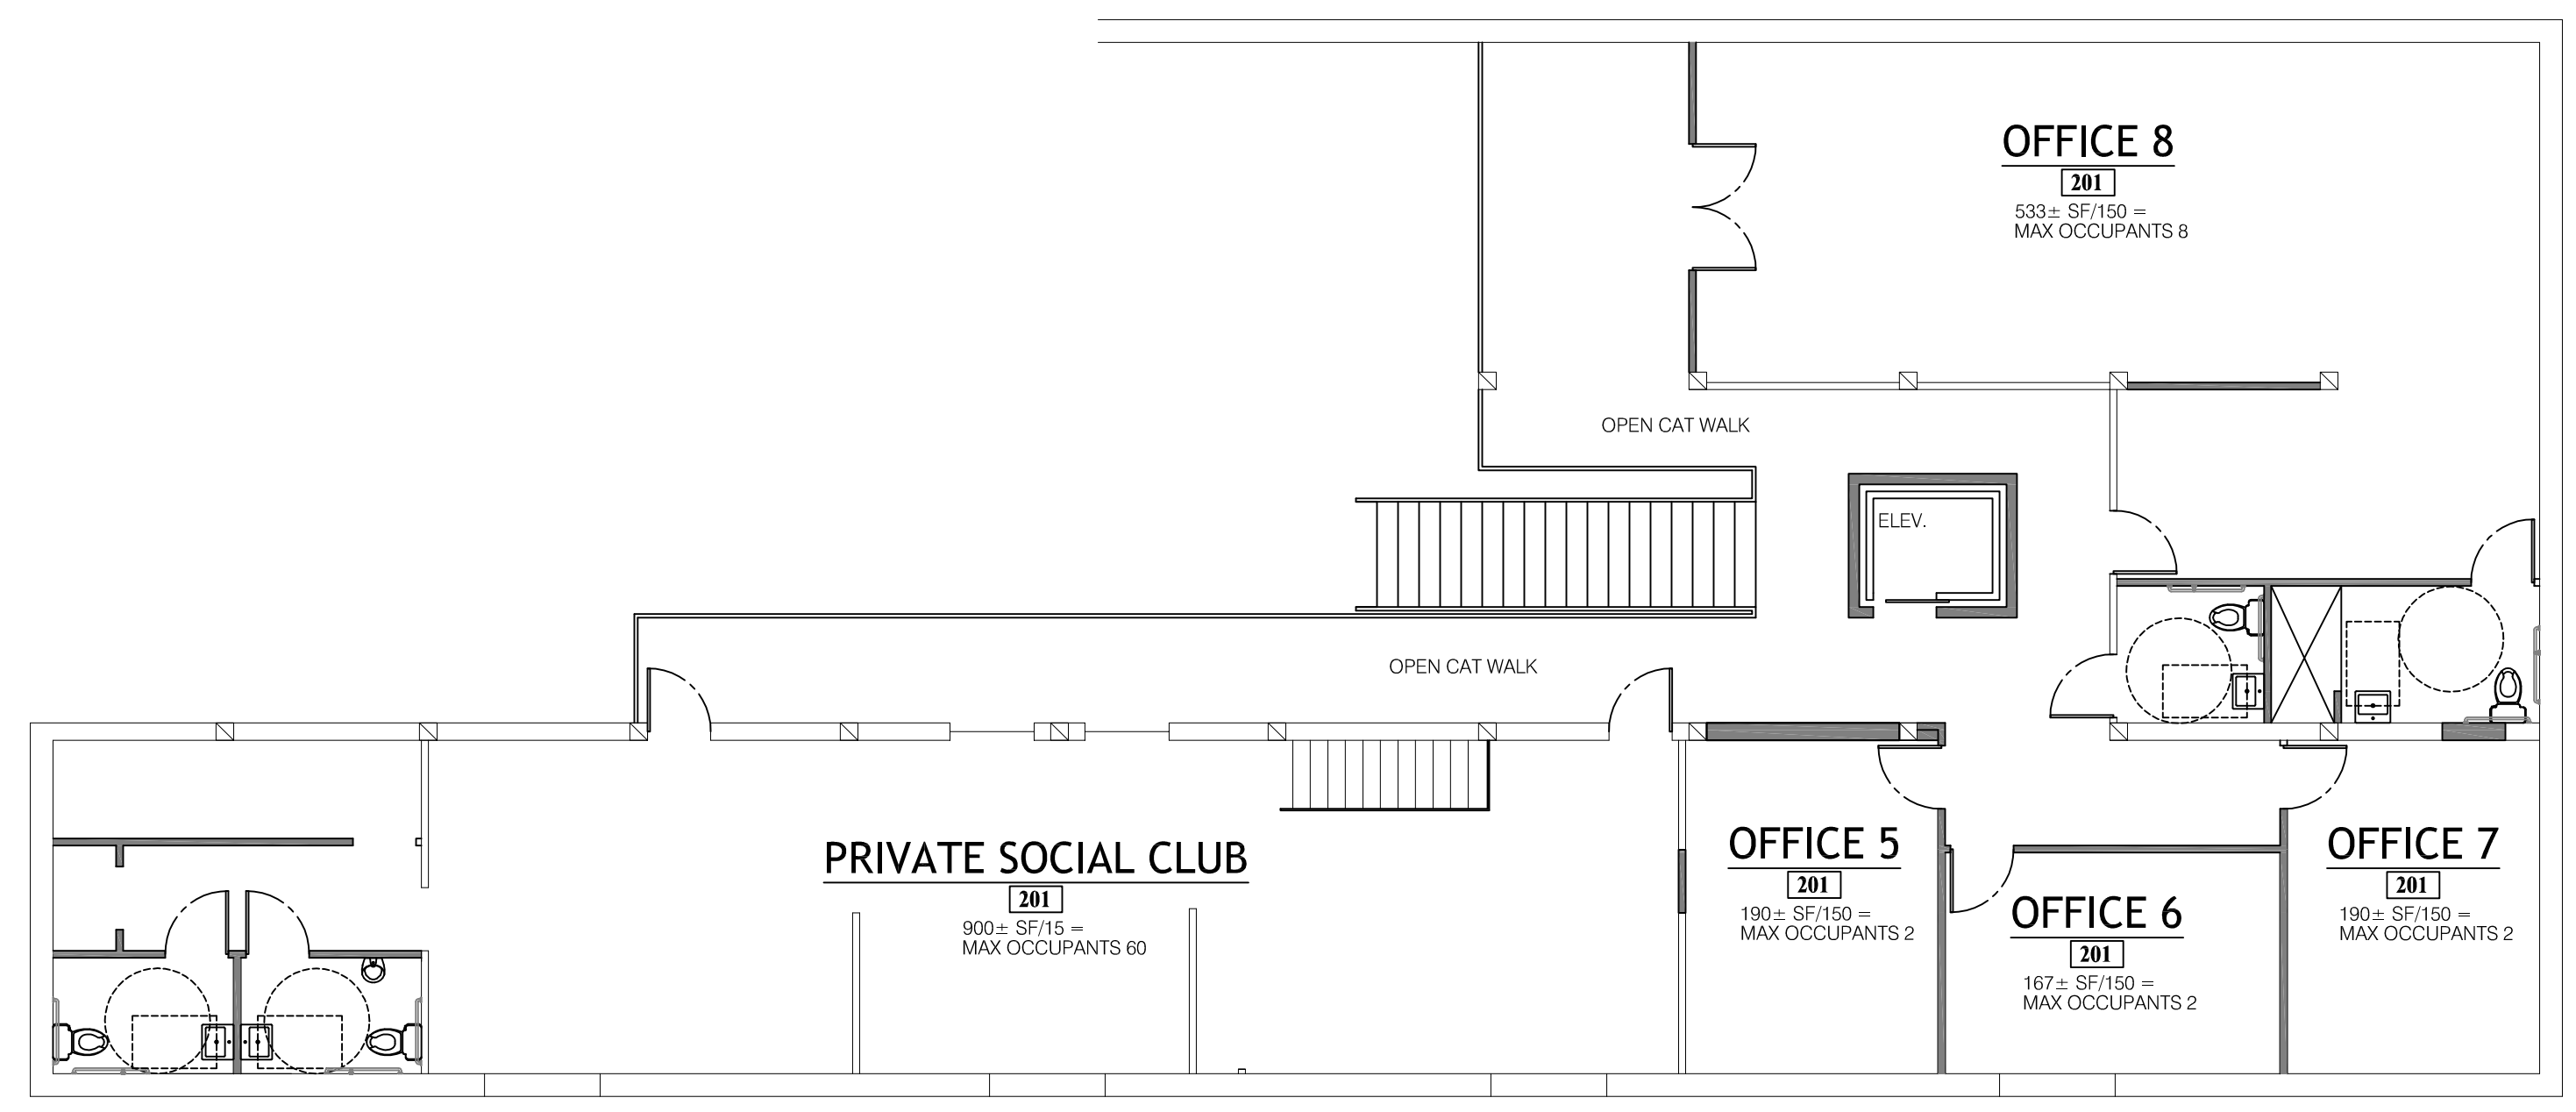 OFFICE 8
201
533± SF/150 =
MAX OCCUPANTS 8
OPEN CAT WALK
ELEV.
OPEN CAT WALK
PRIVATE SOCIAL CLUB
201
900± SF/15 =
MAX OCCUPANTS 60
OFFICE 5
201
190± SF/150 =
MAX OCCUPANTS 2
OFFICE 6
201
167± SF/150 =
MAX OCCUPANTS 2
OFFICE 7
201
190± SF/150 =
MAX OCCUPANTS 2